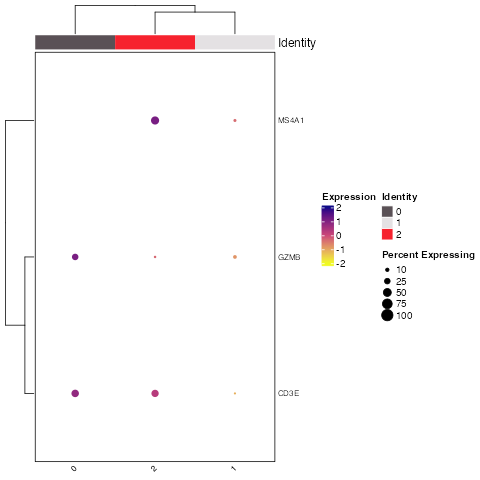 Identity
MS4A1
GZMB
CD3E
0
2
1
Expression
2
1
0
-1
-2
Identity
0
1
2
Percent Expressing
10
25
50
75
100